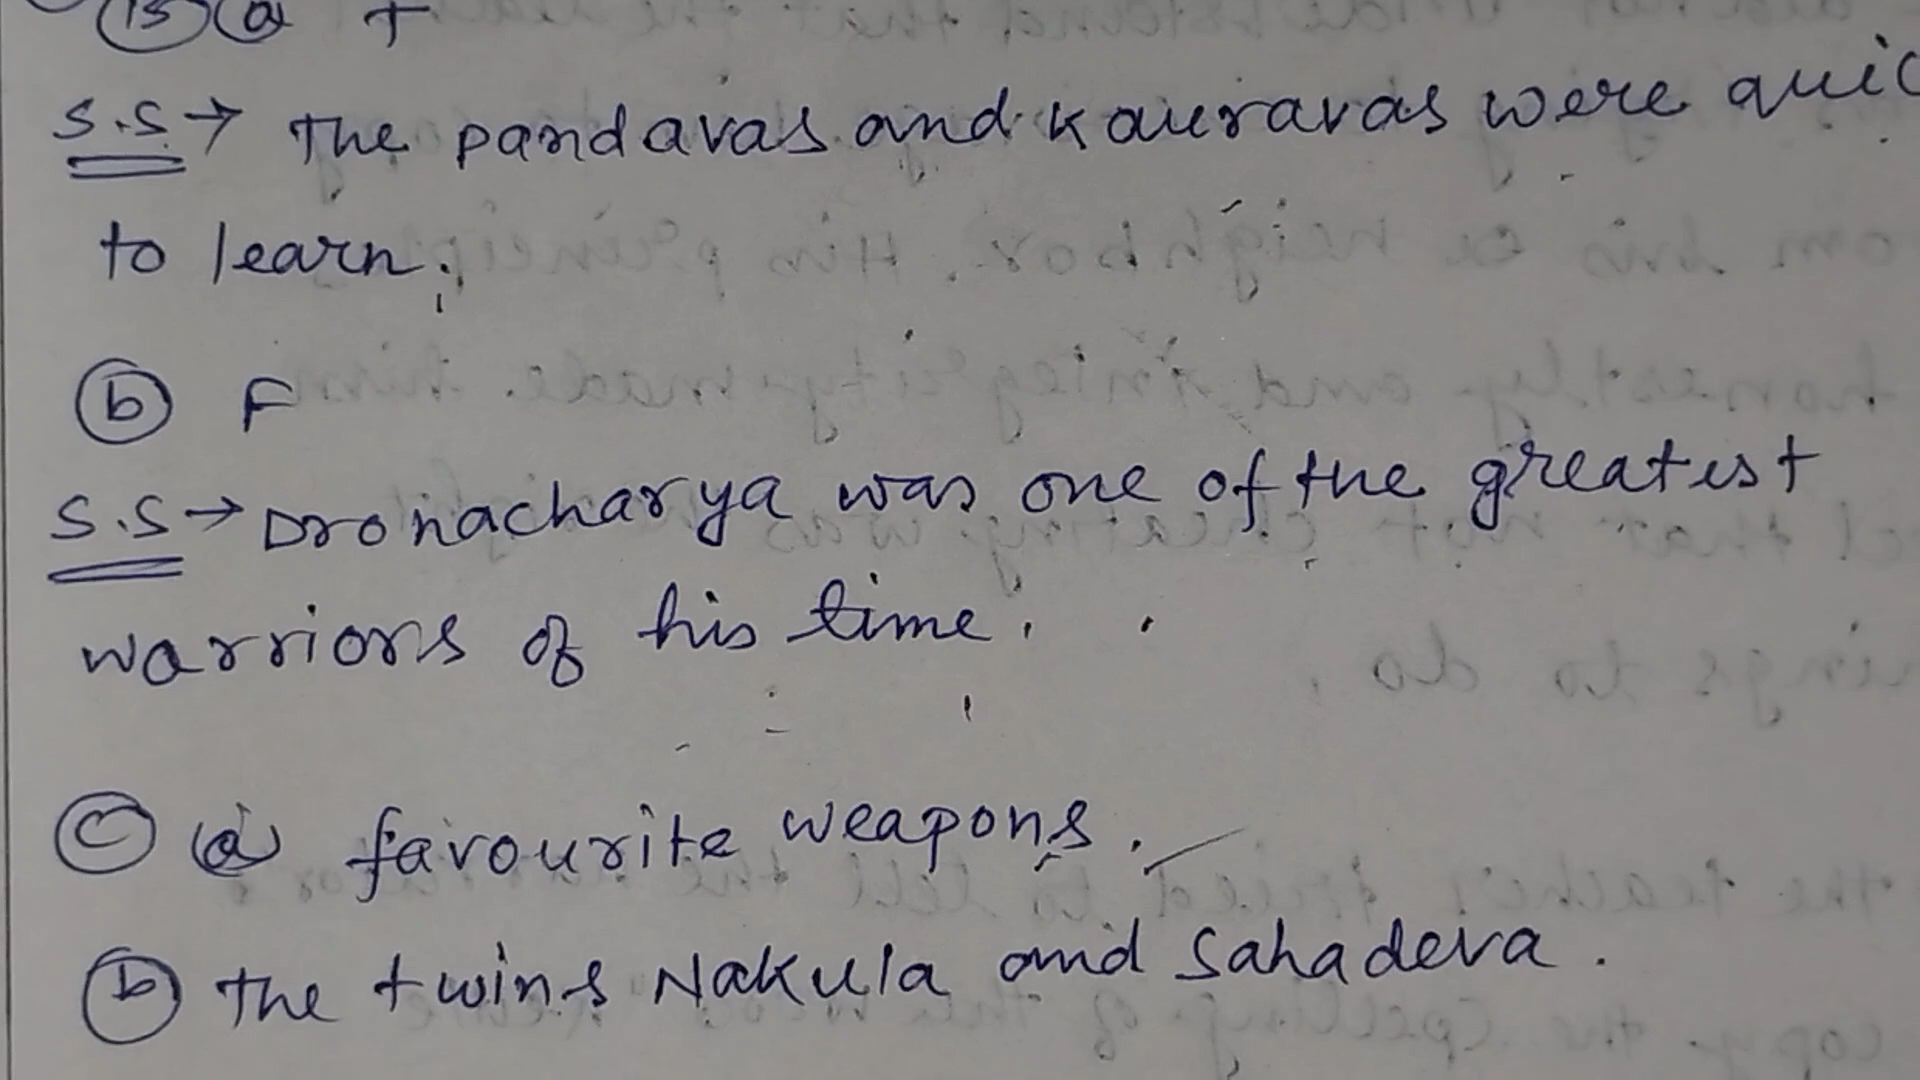 (B) (a) T
S.S → The pandavas and kauravas were quic
to learn.
(b) F
S.S → Dronacharya was one of the greatest
warriors of his time.
(C) (a) favourite weapons.
(b) The twins Nakula and Sahadeva.